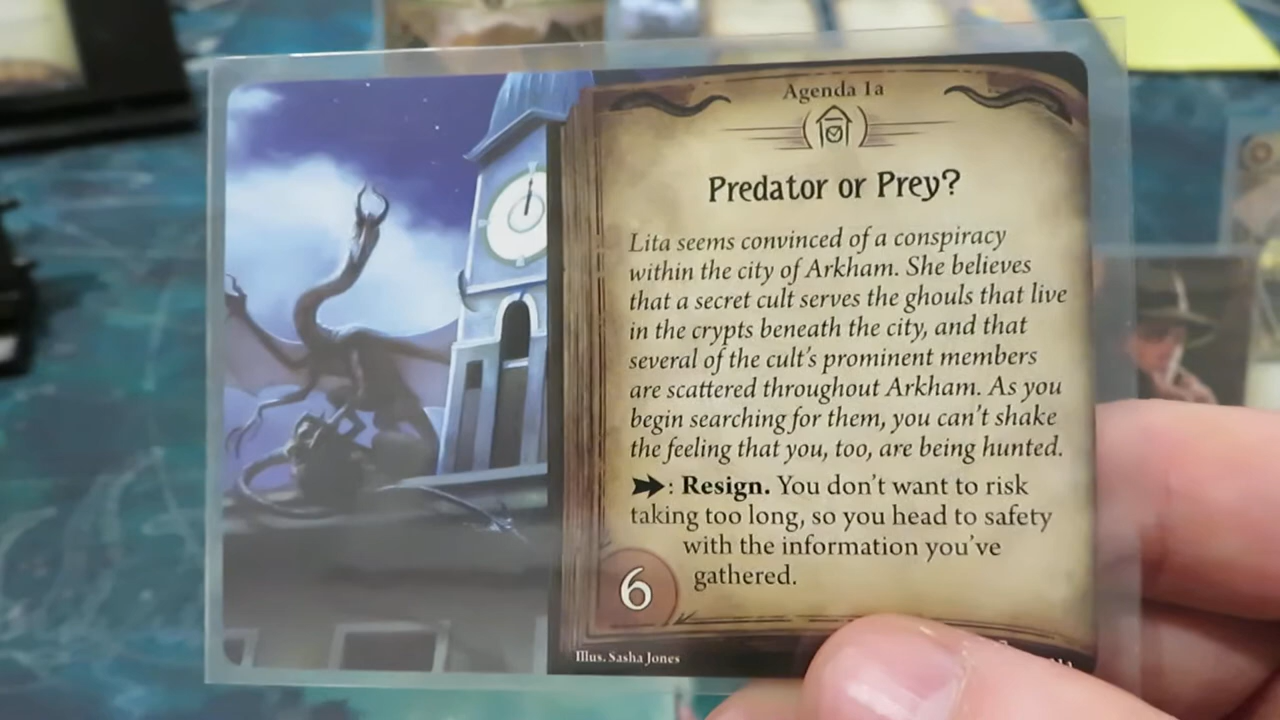 Agenda 1a
Predator or Prey?
Lita seems convinced of a conspiracy
within the city of Arkham. She believes
that a secret cult serves the ghouls that live
in the crypts beneath the city, and that
several of the cult's prominent members
are scattered throughout Arkham. As you
begin searching for them, you can't shake
the feeling that you, too, are being hunted.
: Resign. You don't want to risk
taking too long, so you head to safety
with the information you've
gathered.
6
Illus. Sasha Jones